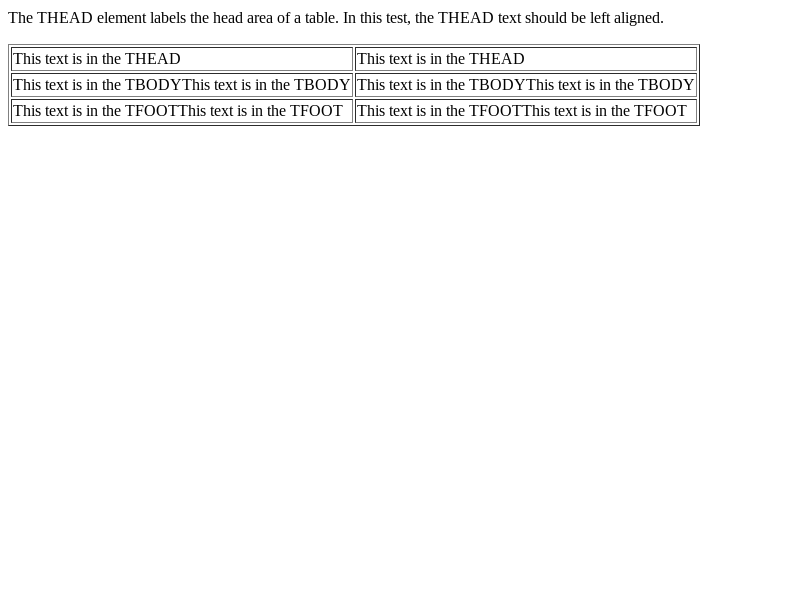 The THEAD element labels the head area of a table. In this test, the THEAD text should be left aligned.
This text is in the THEAD This text is in the THEAD
This text is in the TBODYThis text is in the TBODY This text is in the TBODYThis text is in the TBODY
This text is in the TFOOTThis text is in the TFOOT This text is in the TFOOTThis text is in the TFOOT